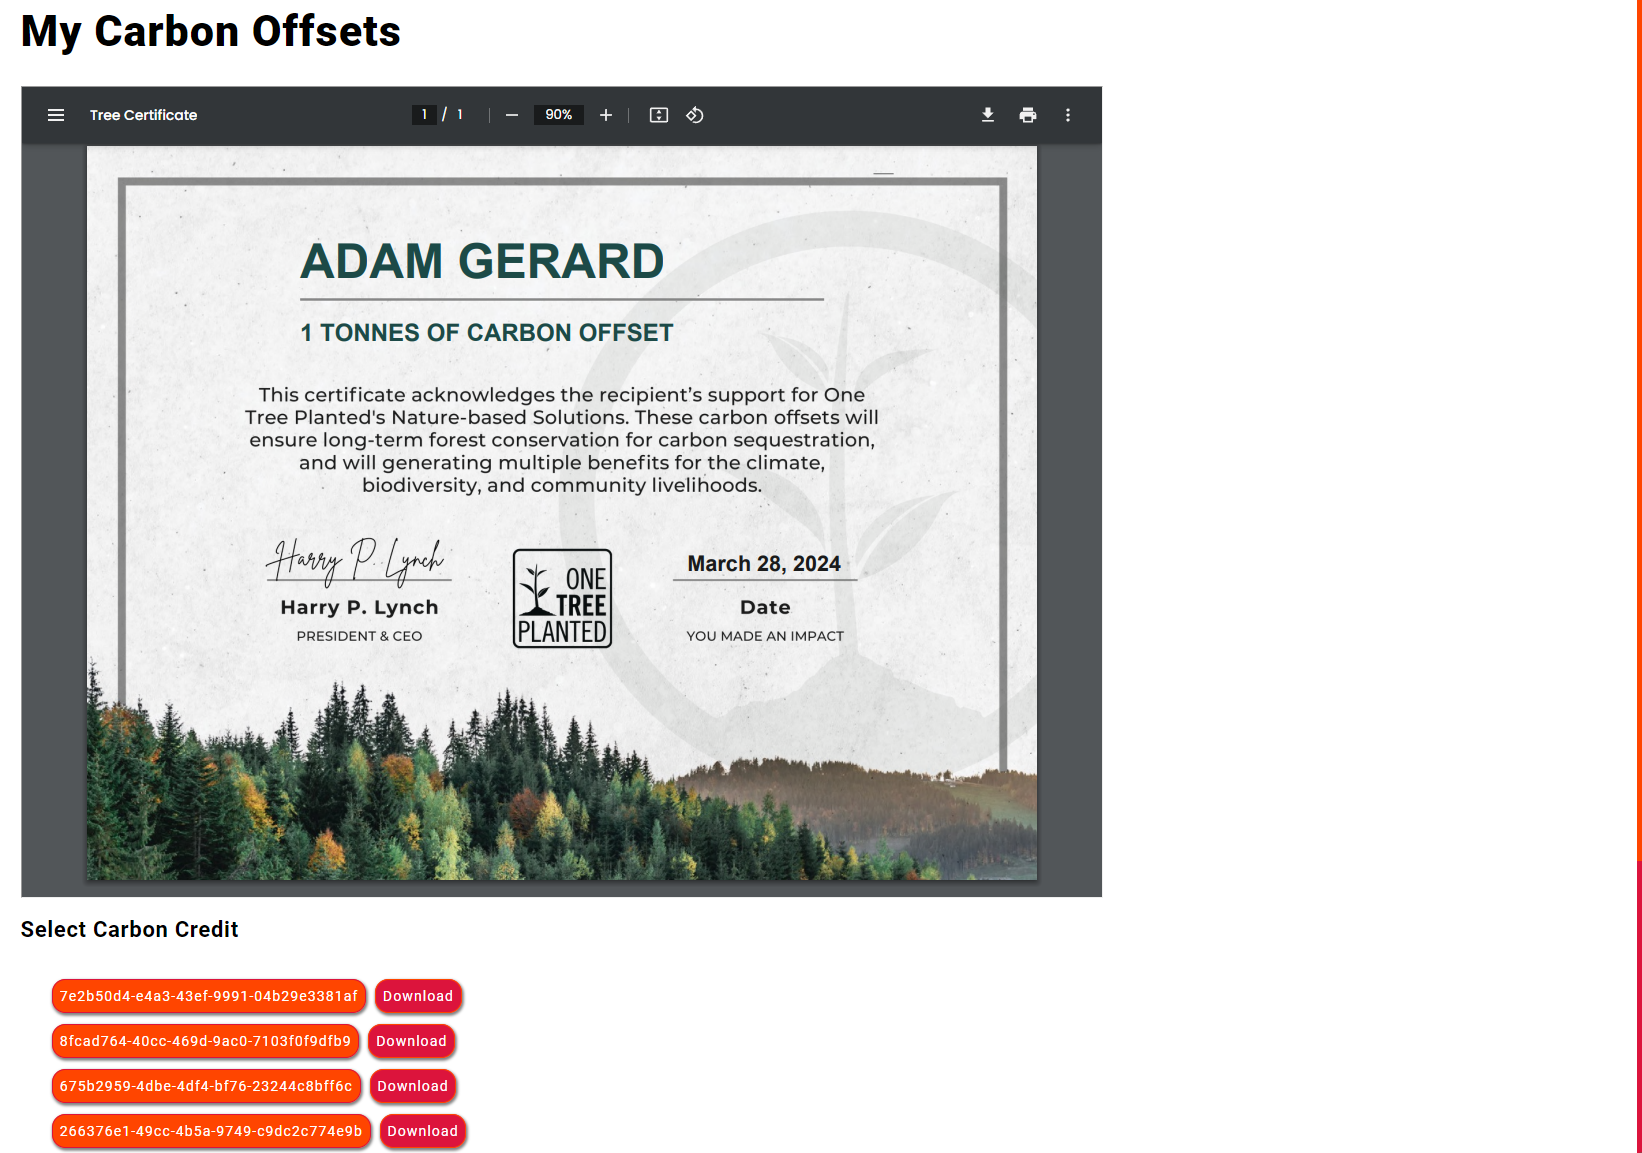 My Carbon Offsets
Tree Certificate
1 / 1
90%
ADAM GERARD
1 TONNES OF CARBON OFFSET
This certificate acknowledges the recipient’s support for One
Tree Planted's Nature-based Solutions. These carbon offsets will
ensure long-term forest conservation for carbon sequestration,
and will generating multiple benefits for the climate,
biodiversity, and community livelihoods.
Harry P. Lynch
Harry P. Lynch
PRESIDENT & CEO
ONE
TREE
PLANTED
March 28, 2024
Date
YOU MADE AN IMPACT
Select Carbon Credit
7e2b50d4-e4a3-43ef-9991-04b29e3381af Download
8fcad764-40cc-469d-9ac0-7103f0f9dfb9 Download
675b2959-4dbe-4df4-bf76-23244c8bff6c Download
266376e1-49cc-4b5a-9749-c9dc2c774e9b Download